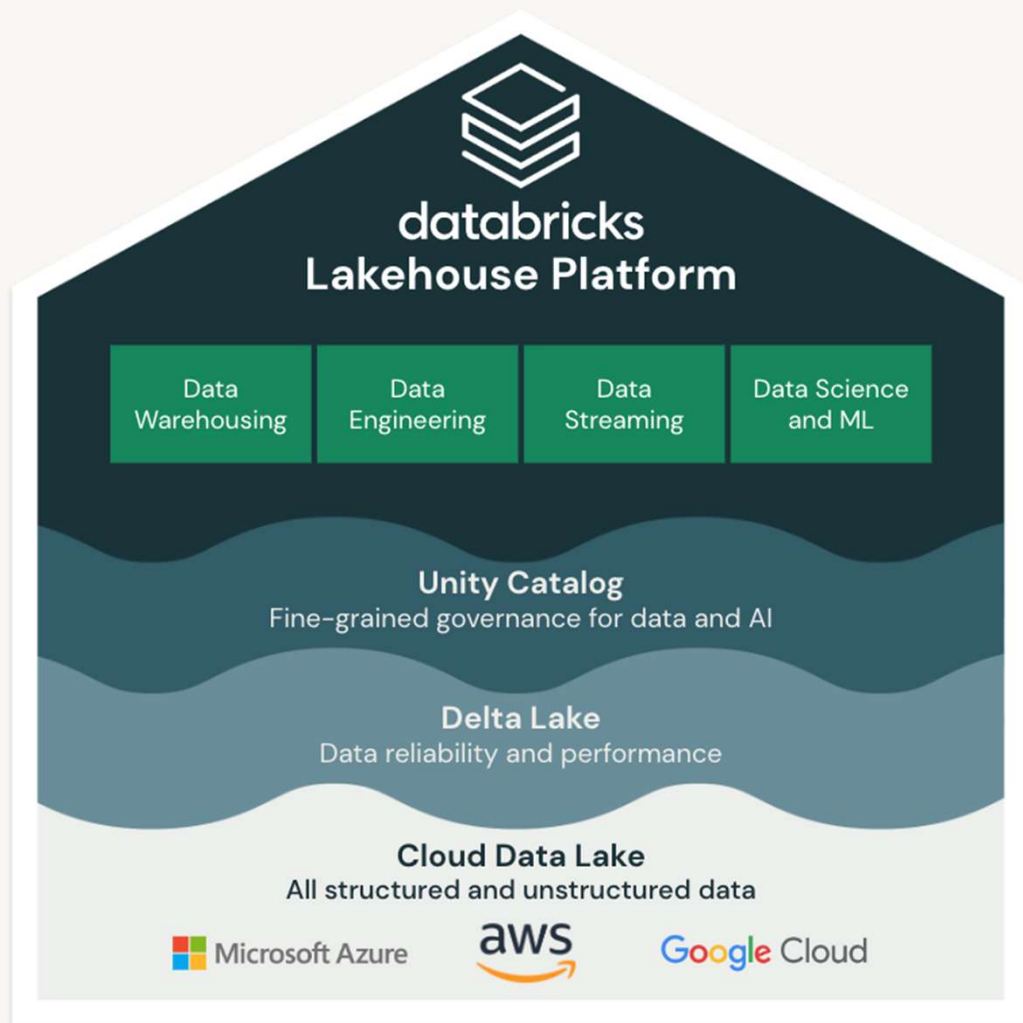 databricks
Lakehouse Platform
Data
Warehousing
Data
Engineering
Data
Streaming
Data Science
and ML
Unity Catalog
Fine-grained governance for data and AI
Delta Lake
Data reliability and performance
Cloud Data Lake
All structured and unstructured data
Microsoft Azure
aws
Google Cloud